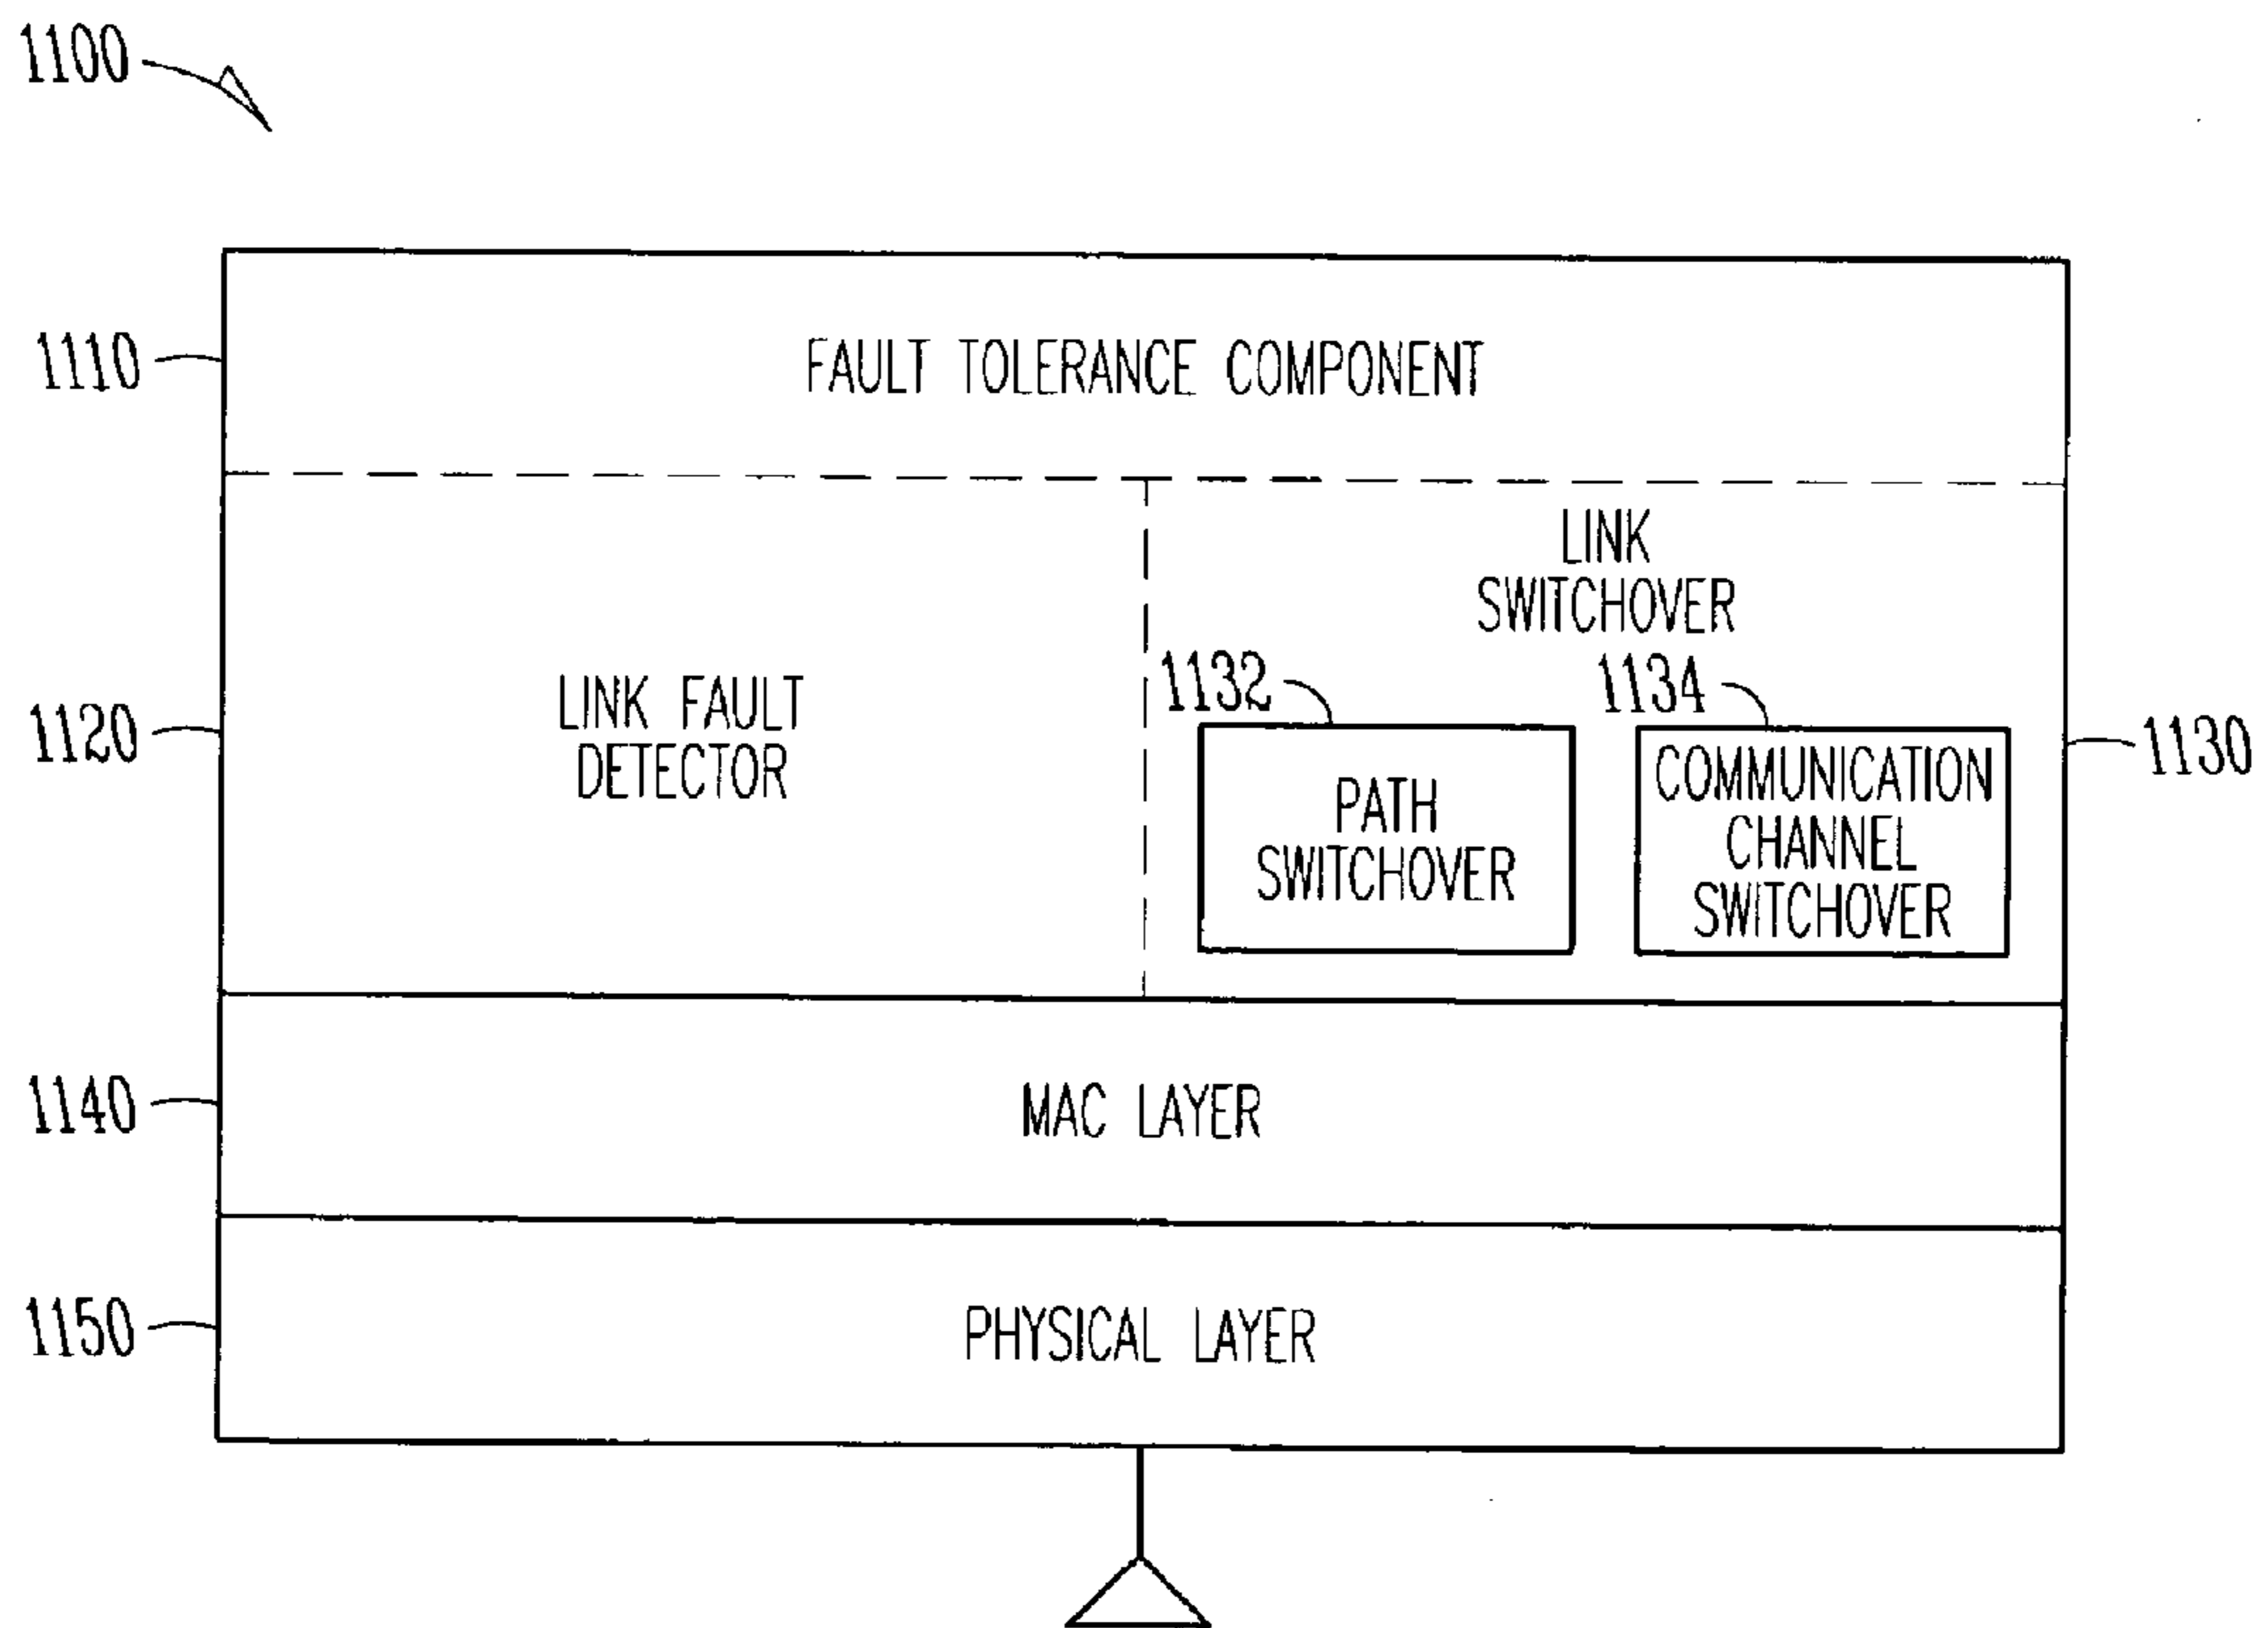 1100
1110
FAULT TOLERANCE COMPONENT
1120
LINK FAULT
DETECTOR
LINK
SWITCHOVER
1132
PATH
SWITCHOVER
1134
COMMUNICATION
CHANNEL
SWITCHOVER
1130
1140
MAC LAYER
1150
PHYSICAL LAYER